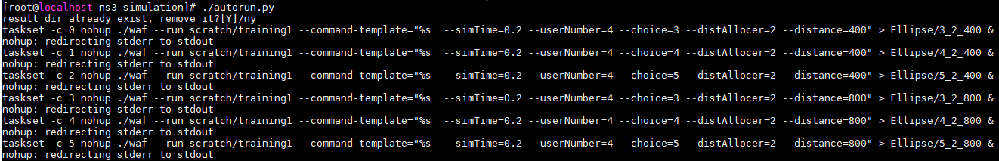 [root@localhost ns3-simulation]# ./autorun.py
result dir already exist, remove it?[Y]/ny
taskset -c 0 nohup ./waf --run scratch/training1 --command-template="%s  --simTime=0.2 --userNumber=4 --choice=3 --distAllocer=2 --distance=400" > Ellipse/3_2_400 &
nohup: redirecting stderr to stdout
taskset -c 1 nohup ./waf --run scratch/training1 --command-template="%s  --simTime=0.2 --userNumber=4 --choice=4 --distAllocer=2 --distance=400" > Ellipse/4_2_400 &
nohup: redirecting stderr to stdout
taskset -c 2 nohup ./waf --run scratch/training1 --command-template="%s  --simTime=0.2 --userNumber=4 --choice=5 --distAllocer=2 --distance=400" > Ellipse/5_2_400 &
nohup: redirecting stderr to stdout
taskset -c 3 nohup ./waf --run scratch/training1 --command-template="%s  --simTime=0.2 --userNumber=4 --choice=3 --distAllocer=2 --distance=800" > Ellipse/3_2_800 &
nohup: redirecting stderr to stdout
taskset -c 4 nohup ./waf --run scratch/training1 --command-template="%s  --simTime=0.2 --userNumber=4 --choice=4 --distAllocer=2 --distance=800" > Ellipse/4_2_800 &
nohup: redirecting stderr to stdout
taskset -c 5 nohup ./waf --run scratch/training1 --command-template="%s  --simTime=0.2 --userNumber=4 --choice=5 --distAllocer=2 --distance=800" > Ellipse/5_2_800 &
nohup: redirecting stderr to stdout